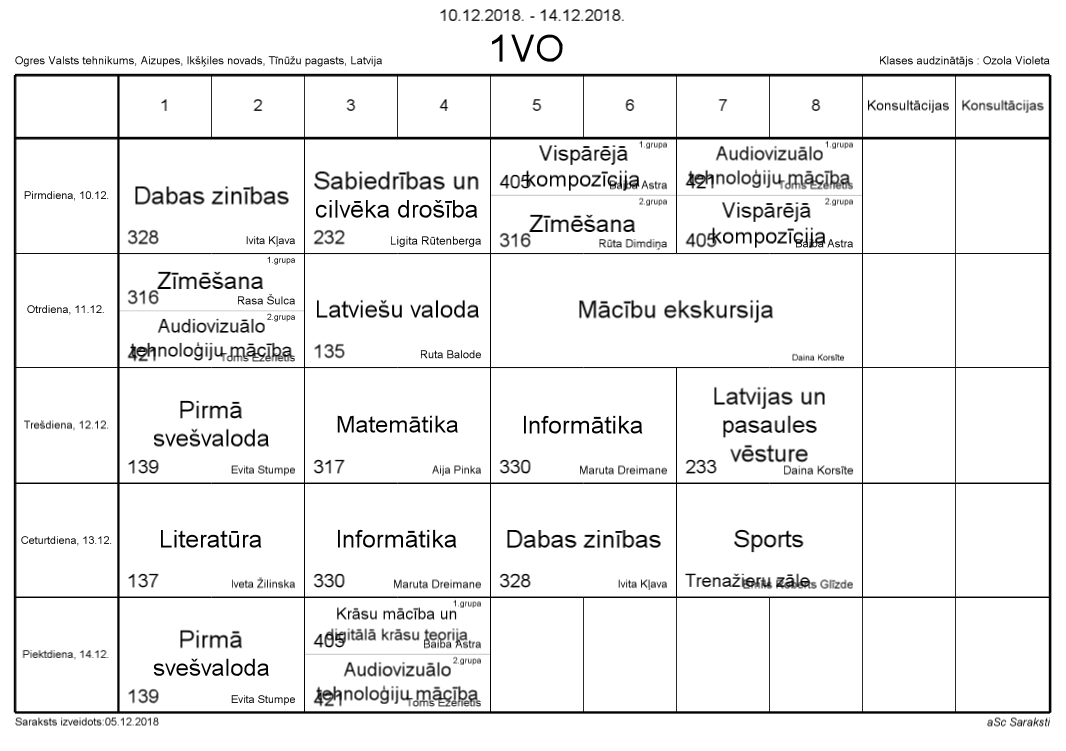 10.12.2018. - 14.12.2018.
1VO
Ogres Valsts tehnikums, Aizupes, Ikšķiles novads, Tīnūžu pagasts, Latvija
Klases audzinātājs : Ozola Violeta
1 2 3 4 5 6 7 8 Konsultācijas Konsultācijas
Pirmdiena, 10.12.
Dabas zinības
328 Ivita Kļava
Sabiedrības un
cilvēka drošība
232 Ligita Rūtenberga
1.grupa
Vispārējā
kompozīcija
405 Baiba Astra
2.grupa
Zīmēšana
316 Rūta Dimdiņa
1.grupa
Audiovizuālo
tehnoloģiju mācība
421 Toms Ezerietis
2.grupa
Vispārējā
kompozīcija
405 Baiba Astra
Otrdiena, 11.12.
1.grupa
Zīmēšana
316 Rasa Šulca
2.grupa
Audiovizuālo
tehnoloģiju mācība
421 Toms Ezerietis
Latviešu valoda
135 Ruta Balode
Mācību ekskursija
Daina Korsīte
Trešdiena, 12.12.
Pirmā
svešvaloda
139 Evita Stumpe
Matemātika
317 Aija Pinka
Informātika
330 Maruta Dreimane
Latvijas un
pasaules
vēsture
233 Daina Korsīte
Ceturtdiena, 13.12.
Literatūra
137 Iveta Žilinska
Informātika
330 Maruta Dreimane
Dabas zinības
328 Ivita Kļava
Sports
Trenažieru zāle Emīls Roberts Glīzde
Piektdiena, 14.12.
Pirmā
svešvaloda
139 Evita Stumpe
1.grupa
Krāsu mācība un
digitālā krāsu teorija
405 Baiba Astra
2.grupa
Audiovizuālo
tehnoloģiju mācība
421 Toms Ezerietis
Saraksts izveidots:05.12.2018
aSc Saraksti